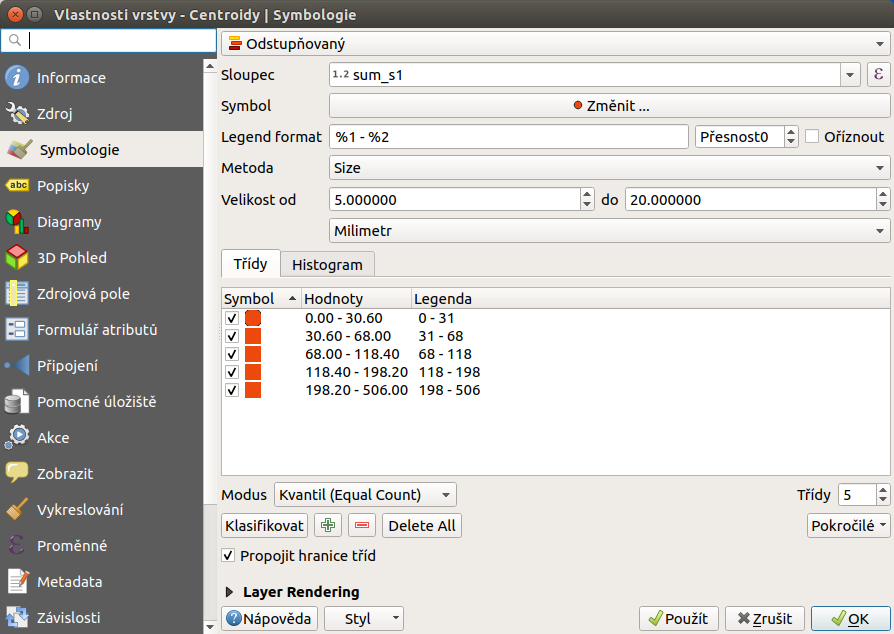 Vlastnosti vrstvy - Centroidy | Symbologie
Informace
Zdroj
Symbologie
abc Popisky
Diagramy
3D Pohled
Zdrojová pole
Formulář atributů
Připojení
Pomocné úložiště
Akce
Zobrazit
Vykreslování
ε Proměnné
Metadata
Závislosti
Odstupňovaný
Sloupec 1.2 sum_s1 ε
Symbol Změnit ...
Legend format %1 - %2 Přesnost0 Oříznout
Metoda Size
Velikost od 5.000000 do 20.000000
Milimetr
Třídy Histogram
Symbol Hodnoty Legenda
0.00 - 30.60 0 - 31
30.60 - 68.00 31 - 68
68.00 - 118.40 68 - 118
118.40 - 198.20 118 - 198
198.20 - 506.00 198 - 506
Modus Kvantil (Equal Count) Třídy 5
Klasifikovat Delete All Pokročilé
Propojit hranice tříd
Layer Rendering
Nápověda Styl Použít Zrušit OK